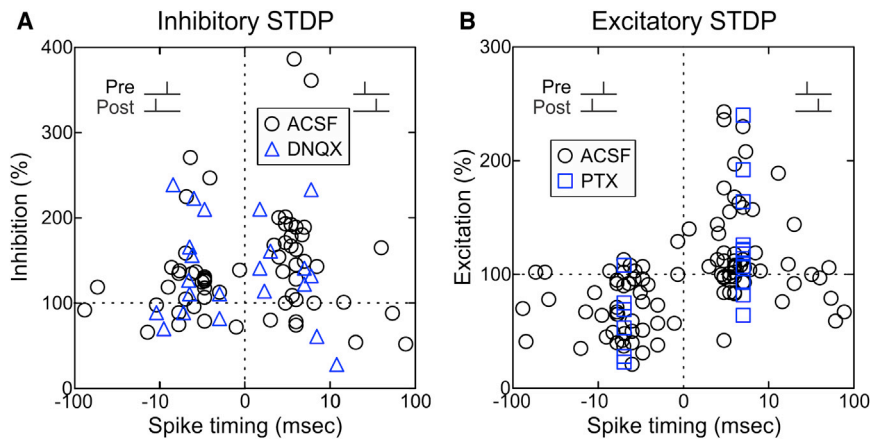 A Inhibitory STDP
400
300
200
100
0
Inhibition (%)
Pre
Post
ACSF
DNQX
-100 -10 0 10 100
Spike timing (msec)
B Excitatory STDP
300
200
100
0
Excitation (%)
Pre
Post
ACSF
PTX
-100 -10 0 10 100
Spike timing (msec)